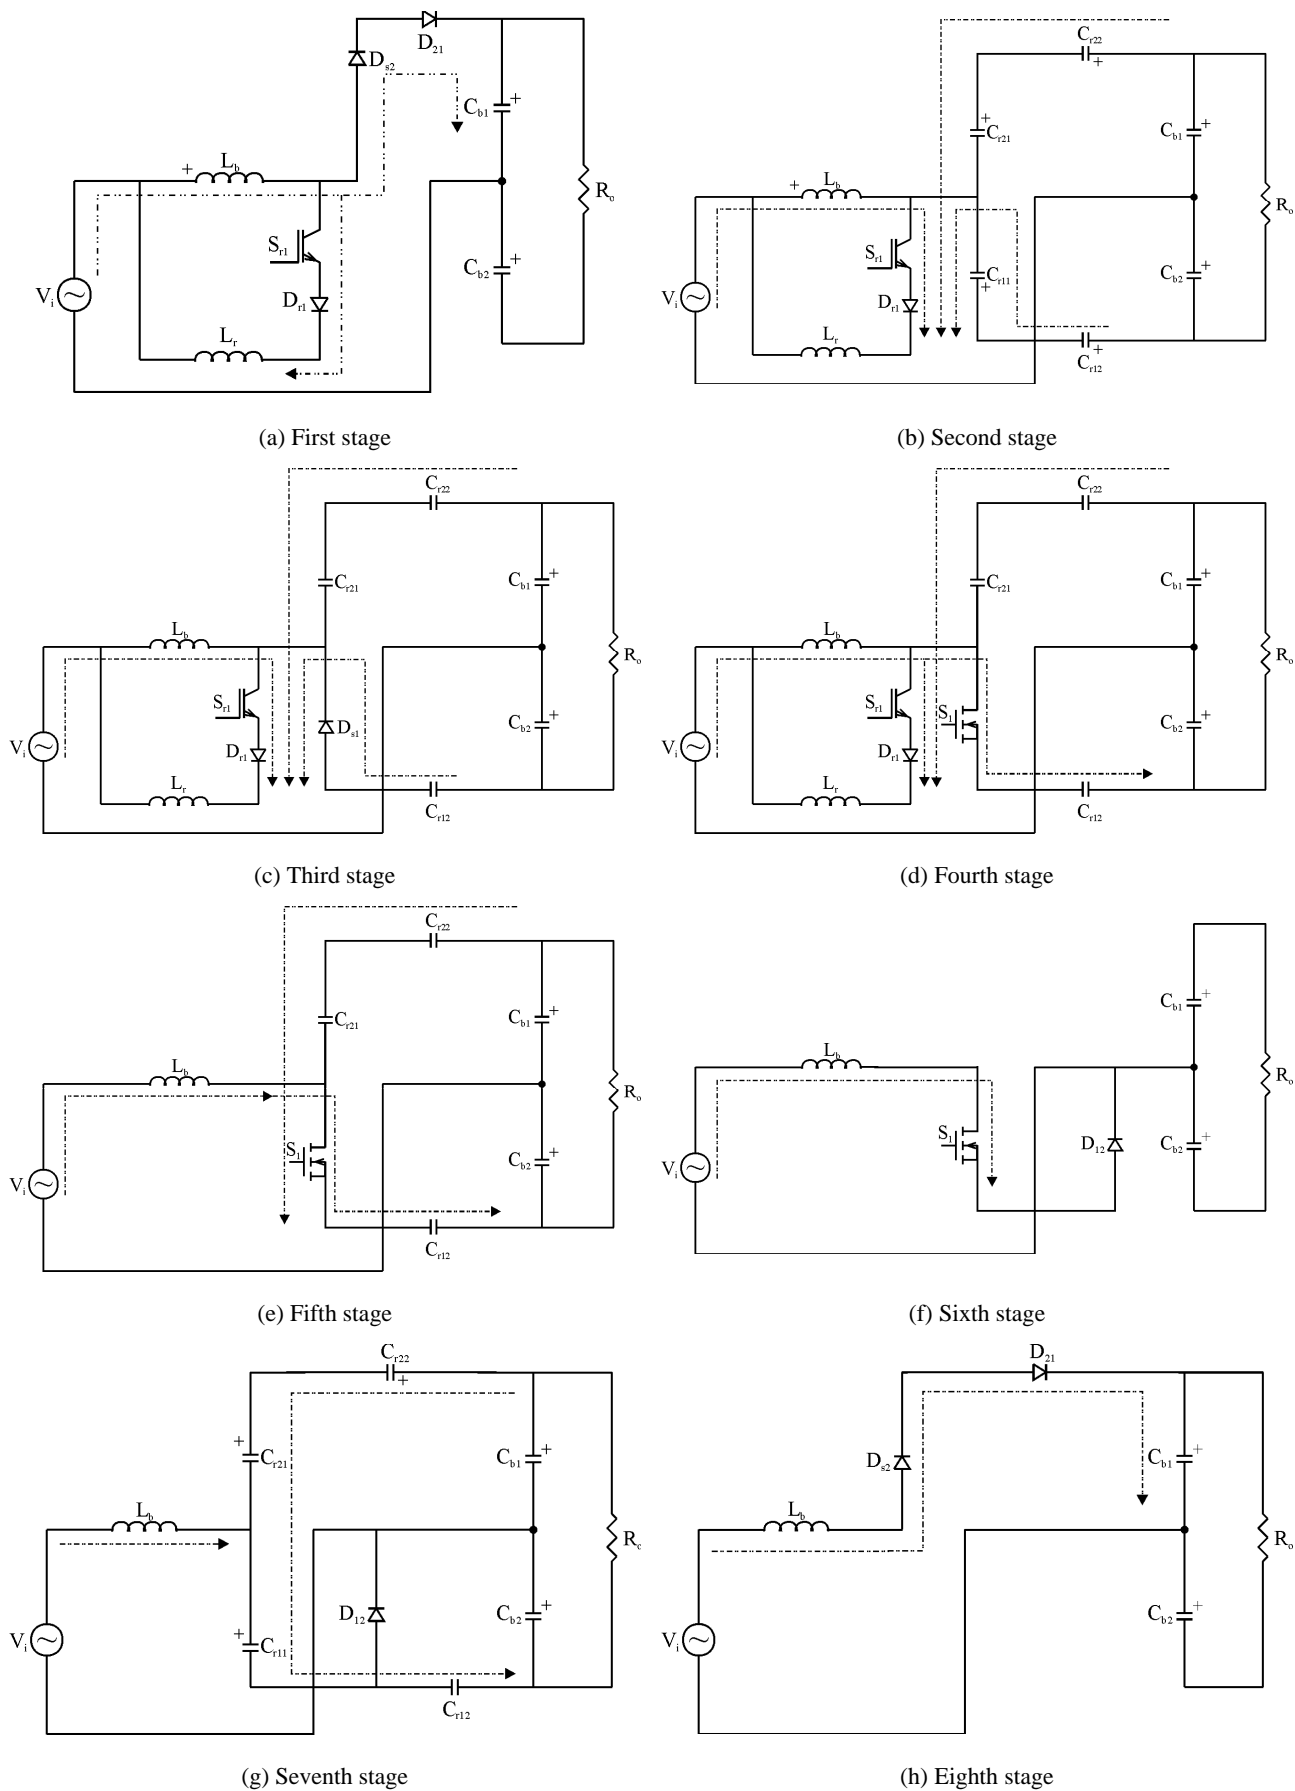 D21
Ds2
Cb1 +
+ Lb
Ro
Sr1
Cb2 +
Vi
Dr1
Lr
(a) First stage
Cr22
+
+
Cr21
Cb1 +
+ Lb
Ro
Sr1
Cr11
+
Cb2 +
Vi
Dr1
Lr
Cr12 +
(b) Second stage
Cr22
Cr21
Cb1 +
Lb
Ro
Sr1
Ds1
Cb2 +
Vi
Dr1
Lr
Cr12
(c) Third stage
Cr22
Cr21
Cb1 +
Lb
Ro
Sr1
S1
Cb2 +
Vi
Dr1
Lr
Cr12
(d) Fourth stage
Cr22
Cr21
Cb1 +
Lb
Ro
S1
Cb2 +
Vi
Cr12
(e) Fifth stage
Cb1 +
Lb
Ro
S1
D12
Cb2 +
Vi
(f) Sixth stage
Cr22
+
+ Cr21
Cb1 +
Lb
Ro
D12
Cb2 +
Vi
+ Cr11
Cr12
(g) Seventh stage
D21
Ds2
Cb1 +
Lb
Ro
Cb2 +
Vi
(h) Eighth stage